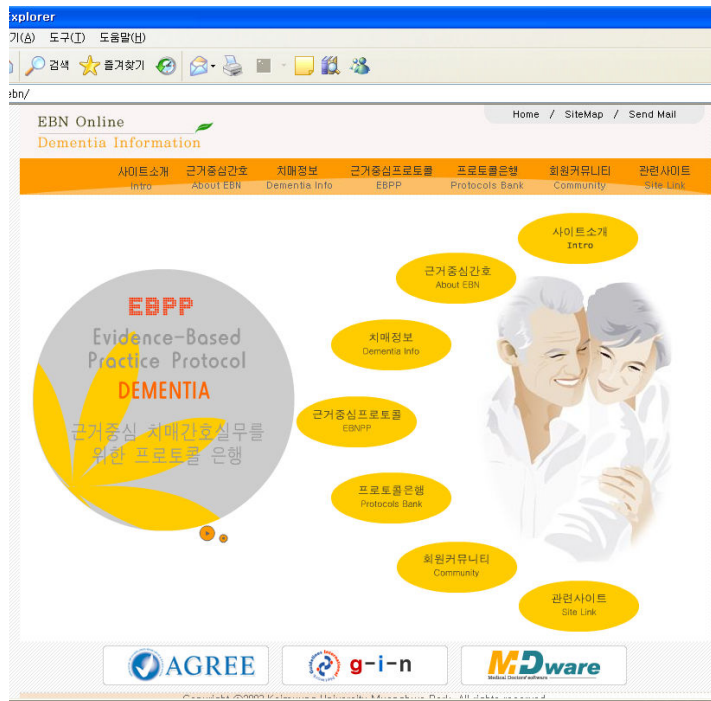 xplorer
기(A) 도구(T) 도움말(H)
검색 즐겨찾기
ebn/
EBN Online
Dementia Information
Home / SiteMap / Send Mail
사이트소개 근거중심간호 치매정보 근거중심프로토콜 프로토콜은행 회원커뮤니티 관련사이트
Intro About EBN Dementia Info EBPP Protocols Bank Community Site Link
사이트소개
Intro
근거중심간호
About EBN
치매정보
Dementia Info
근거중심프로토콜
EBNPP
프로토콜은행
Protocols Bank
회원커뮤니티
Community
관련사이트
Site Link
EBPP
Evidence-Based
Practice Protocol
DEMENTIA
근거중심 치매간호실무를
위한 프로토콜 은행
AGREE
g-i-n
M.D.ware
Medical Doctors' software